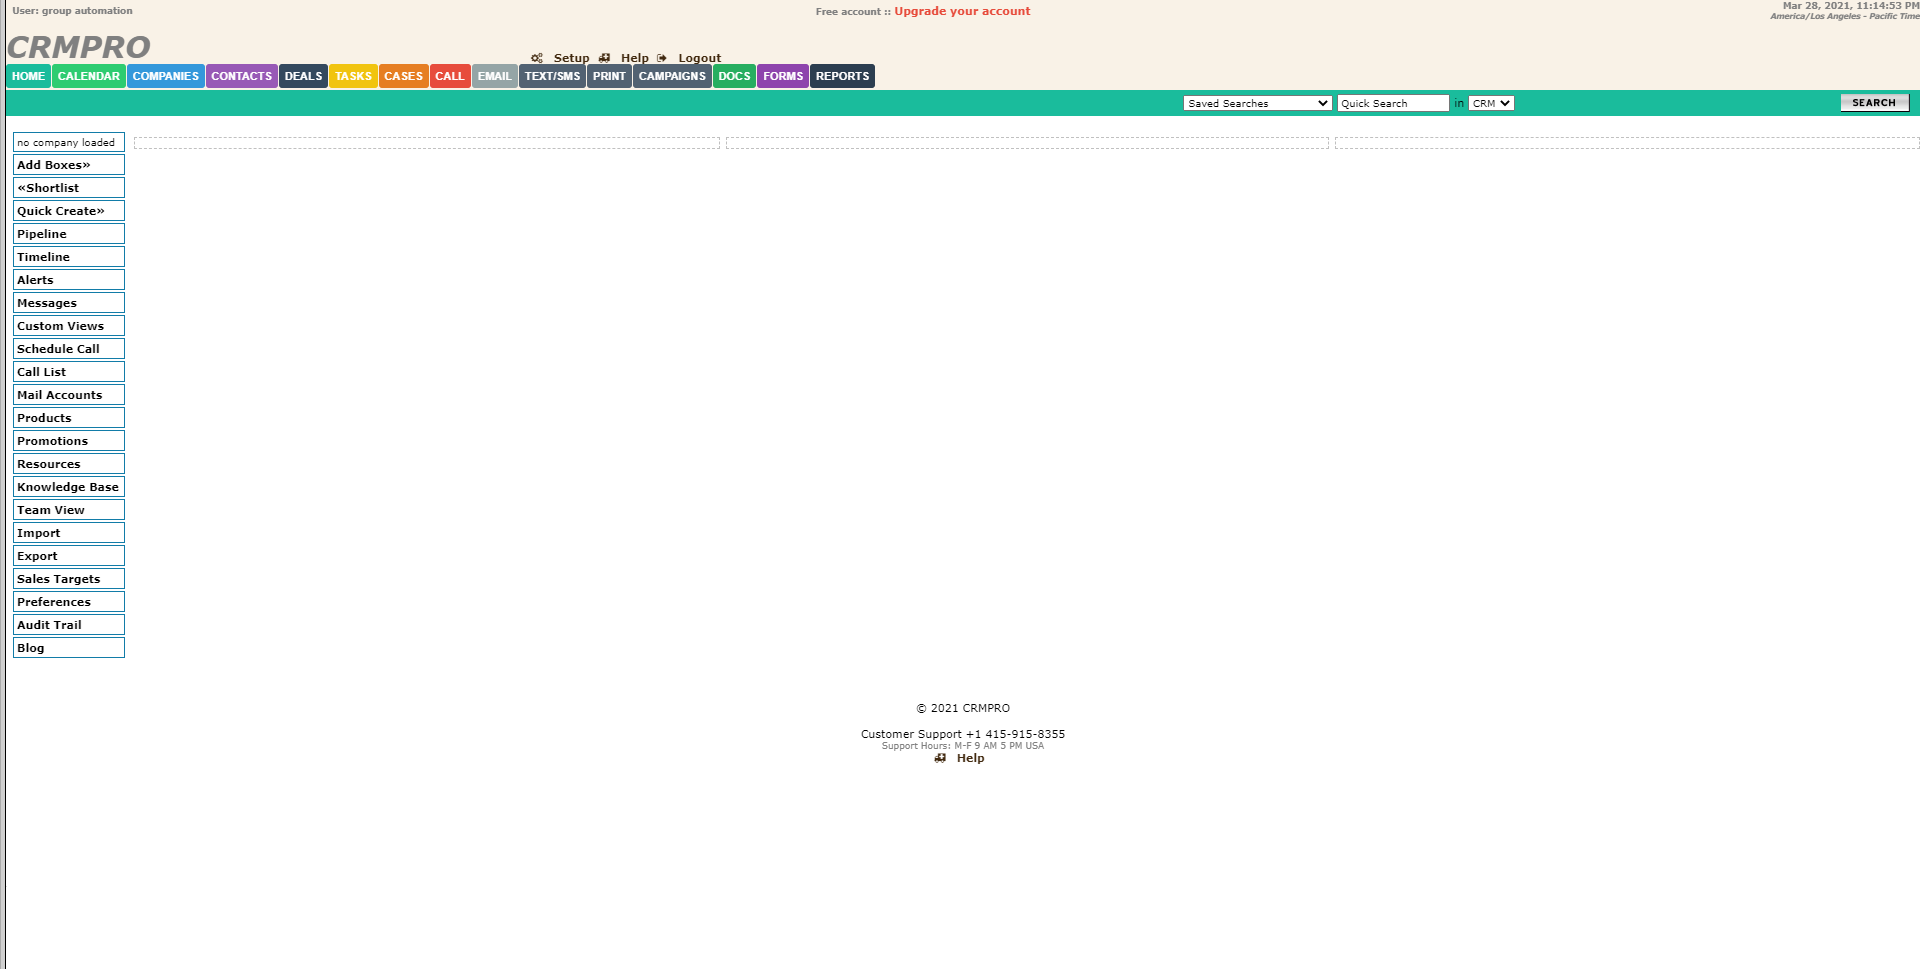 User: group automation
Free account :: Upgrade your account
Mar 28, 2021, 11:14:53 PM
America/Los Angeles - Pacific Time
CRMPRO
Setup Help Logout
HOME CALENDAR COMPANIES CONTACTS DEALS TASKS CASES CALL EMAIL TEXT/SMS PRINT CAMPAIGNS DOCS FORMS REPORTS
Saved Searches Quick Search in CRM SEARCH
no company loaded
Add Boxes»
«Shortlist
Quick Create»
Pipeline
Timeline
Alerts
Messages
Custom Views
Schedule Call
Call List
Mail Accounts
Products
Promotions
Resources
Knowledge Base
Team View
Import
Export
Sales Targets
Preferences
Audit Trail
Blog
© 2021 CRMPRO
Customer Support +1 415-915-8355
Support Hours: M-F 9 AM 5 PM USA
Help